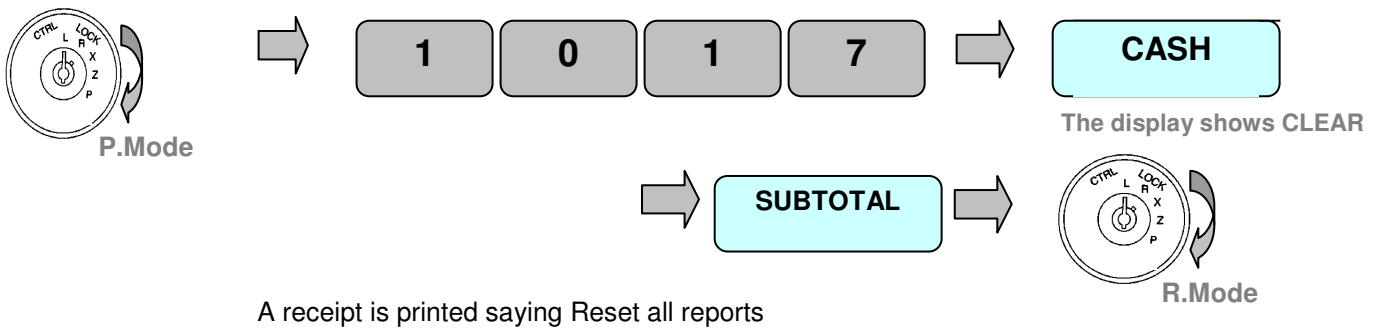 CTRL L LOCK R X Z P
P.Mode
1 0 1 7
CASH
The display shows CLEAR
SUBTOTAL
CTRL L LOCK R X Z P
R.Mode
A receipt is printed saying Reset all reports